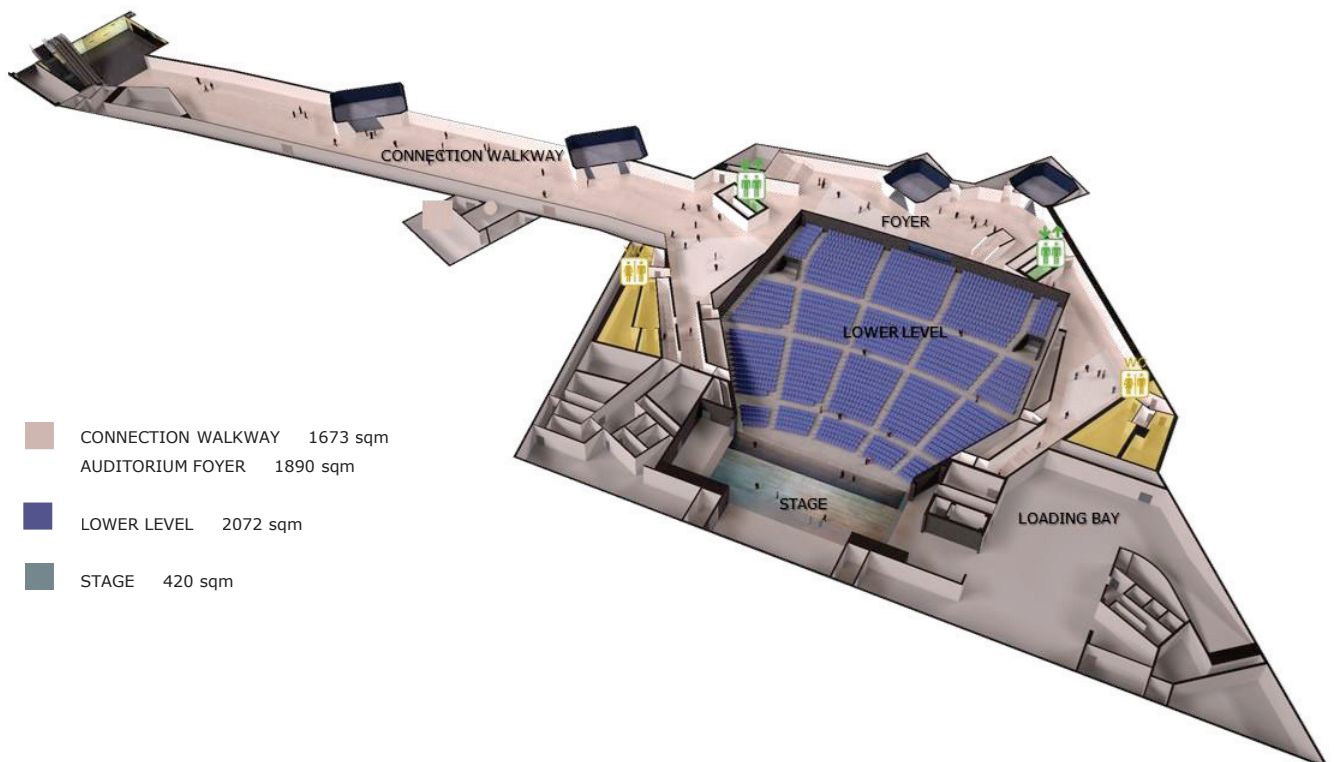 CONNECTION WALKWAY
FOYER
LOWER LEVEL
WC
STAGE
LOADING BAY
CONNECTION WALKWAY 1673 sqm
AUDITORIUM FOYER 1890 sqm
LOWER LEVEL 2072 sqm
STAGE 420 sqm